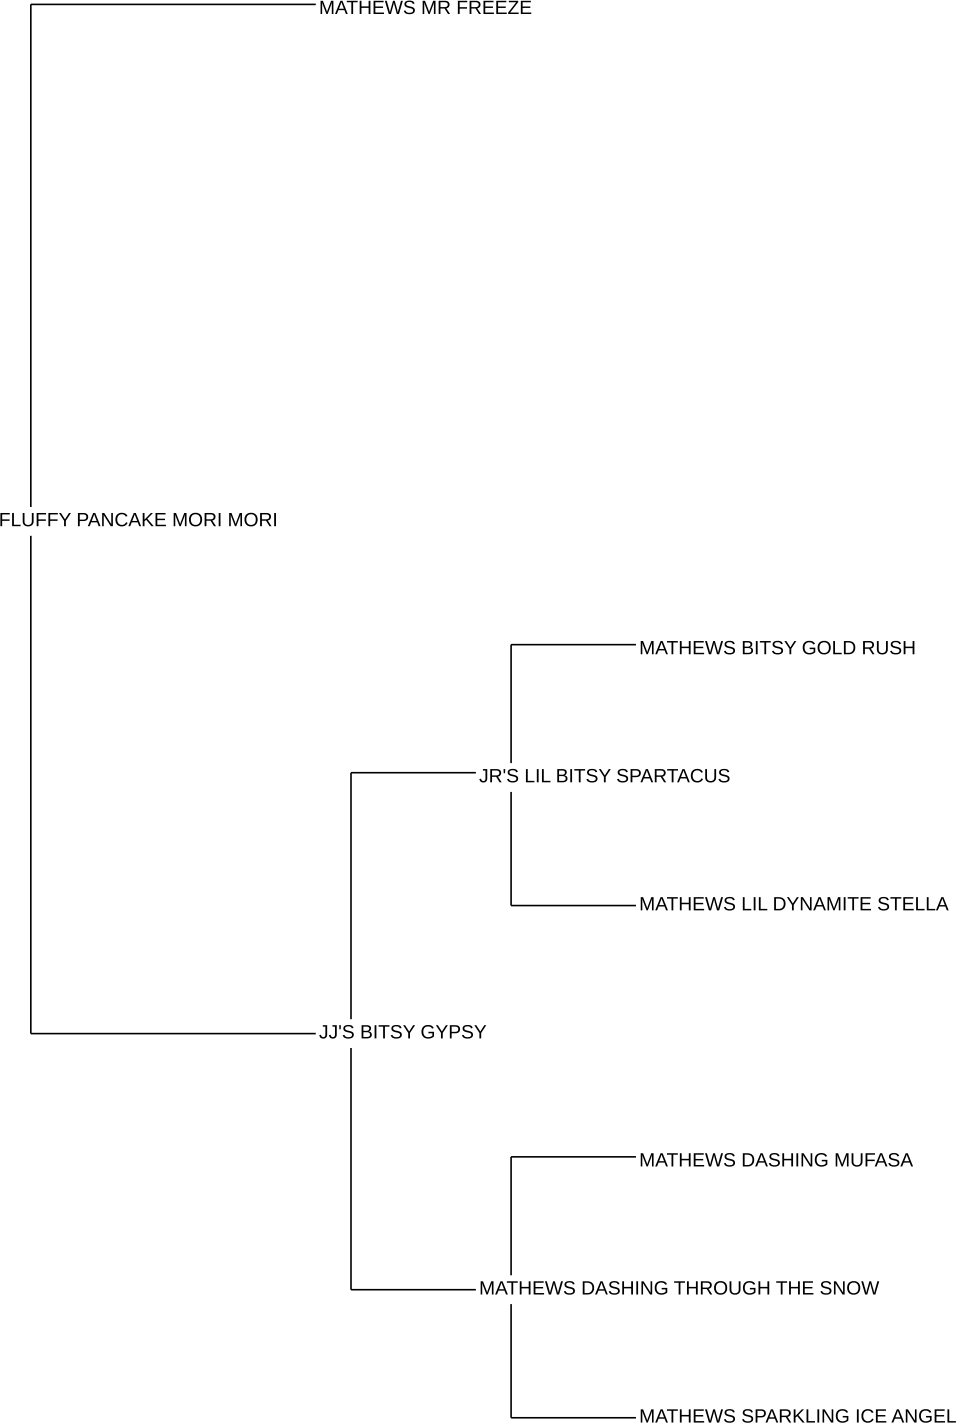 MATHEWS MR FREEZE
FLUFFY PANCAKE MORI MORI
MATHEWS BITSY GOLD RUSH
JR'S LIL BITSY SPARTACUS
MATHEWS LIL DYNAMITE STELLA
JJ'S BITSY GYPSY
MATHEWS DASHING MUFASA
MATHEWS DASHING THROUGH THE SNOW
MATHEWS SPARKLING ICE ANGEL